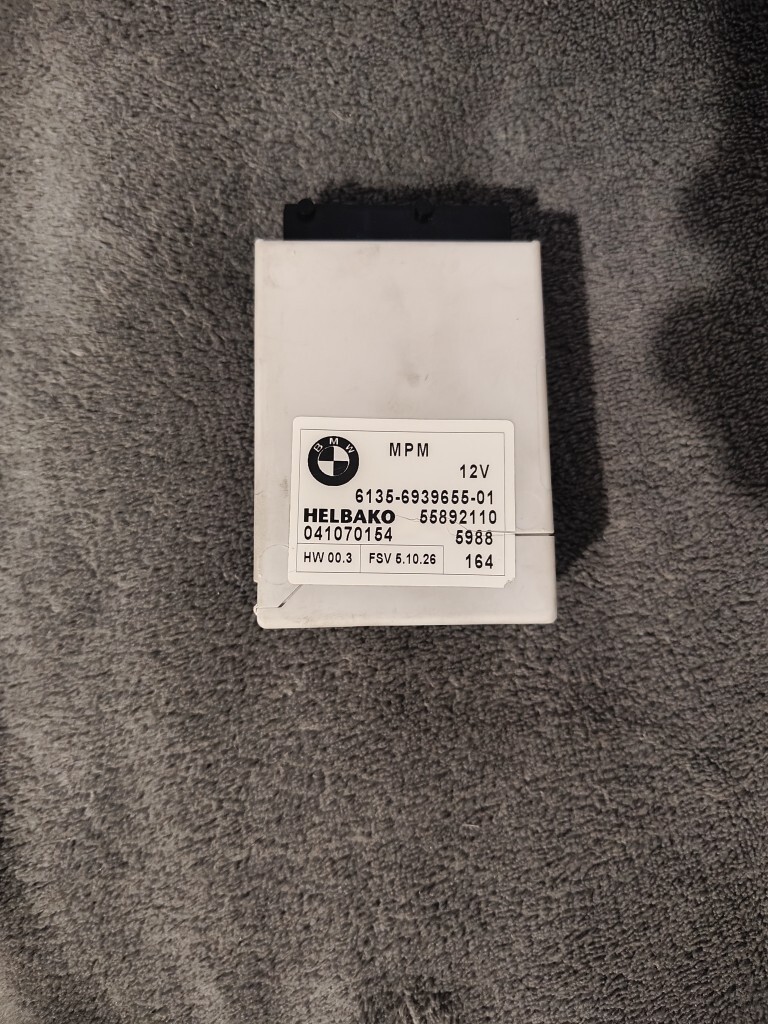 BMW
MPM
12V
6135-6939655-01
HELBAKO 55892110
041070154 5988
HW 00.3 FSV 5.10.26 164